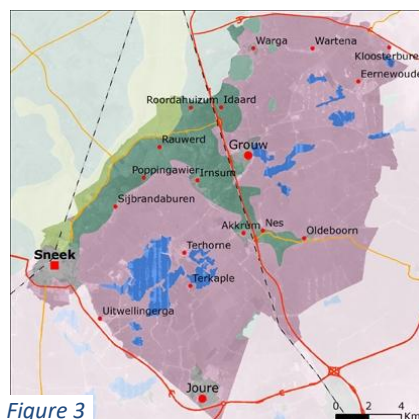 Warga
Wartena
Kloosterbure
Eernewoude
Roordahuizum
Idaard
Rauwerd
Grouw
Poppingawier
Irnsum
Sijbrandaburen
Akkrum
Nes
Oldeboorn
Sneek
Terhorne
Terkaple
Uitwellingerga
Joure
0 2 4
Km
Figure 3